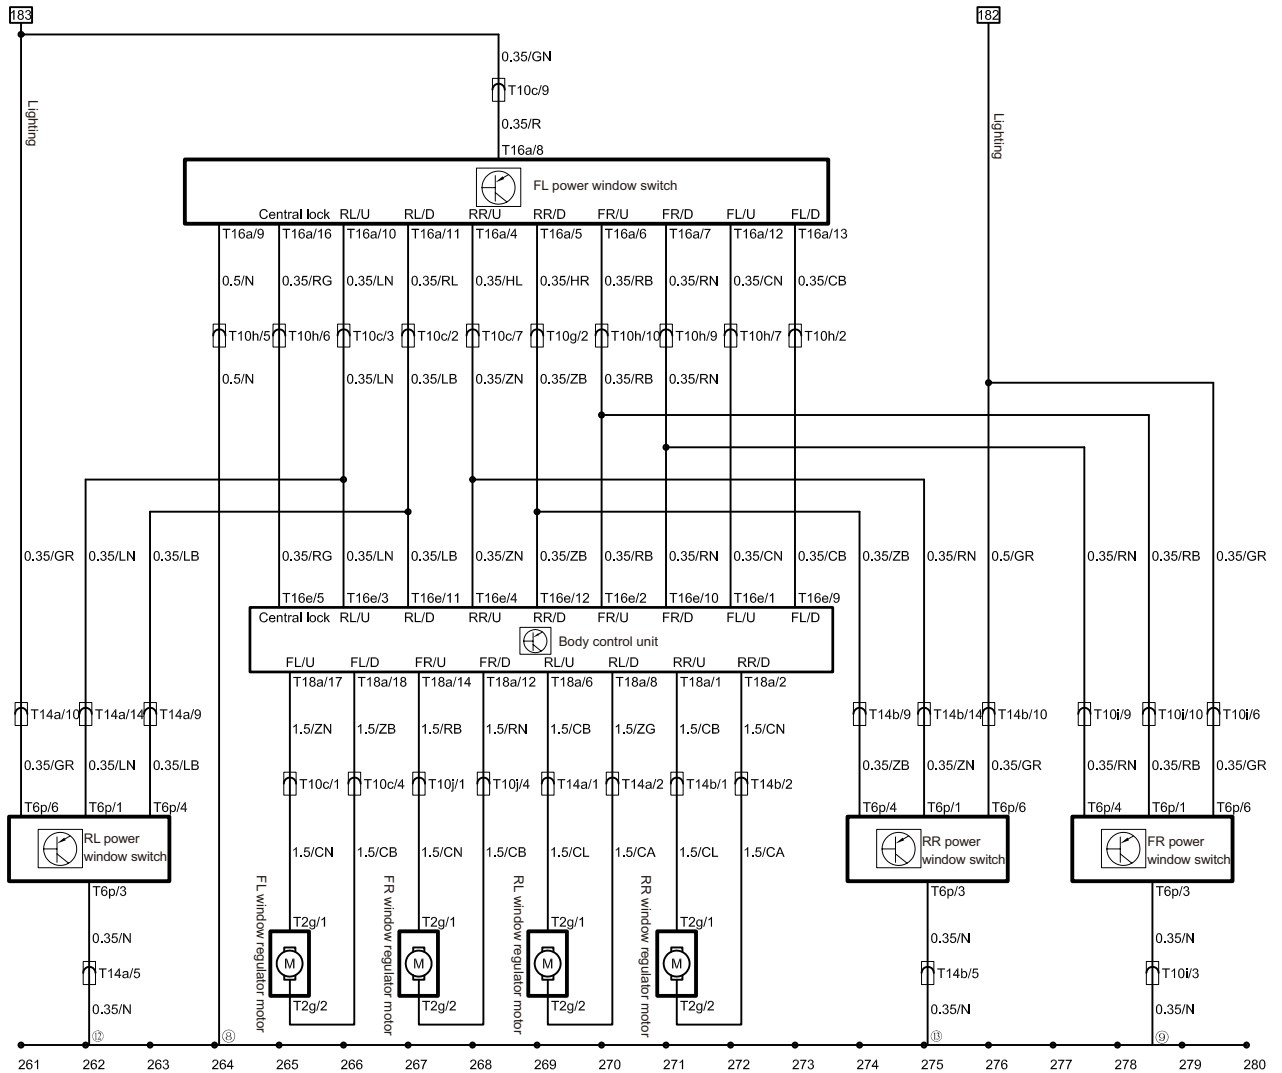 183
182
0.35/GN
T10c/9
0.35/R
Lighting
Lighting
T16a/8
FL power window switch
Central lock RL/U RL/D RR/U RR/D FR/U FR/D FL/U FL/D
T16a/9 T16a/16 T16a/10 T16a/11 T16a/4 T16a/5 T16a/6 T16a/7 T16a/12 T16a/13
0.5/N 0.35/RG 0.35/LN 0.35/RL 0.35/HL 0.35/HR 0.35/RB 0.35/RN 0.35/CN 0.35/CB
T10h/5 T10h/6 T10c/3 T10c/2 T10c/7 T10g/2 T10h/10 T10h/9 T10h/7 T10h/2
0.5/N 0.35/LN 0.35/LB 0.35/ZN 0.35/ZB 0.35/RB 0.35/RN
0.35/GR 0.35/LN 0.35/LB 0.35/RG 0.35/LN 0.35/LB 0.35/ZN 0.35/ZB 0.35/RB 0.35/RN 0.35/CN 0.35/CB 0.35/ZB 0.35/RN 0.5/GR 0.35/RN 0.35/RB 0.35/GR
T16e/5 T16e/3 T16e/11 T16e/4 T16e/12 T16e/2 T16e/10 T16e/1 T16e/9
Central lock RL/U RL/D RR/U RR/D FR/U FR/D FL/U FL/D
Body control unit
FL/U FL/D FR/U FR/D RL/U RL/D RR/U RR/D
T18a/17 T18a/18 T18a/14 T18a/12 T18a/6 T18a/8 T18a/1 T18a/2
T14a/10 T14a/14 T14a/9 T14b/9 T14b/14 T14b/10 T10i/9 T10i/10 T10i/6
1.5/ZN 1.5/ZB 1.5/RB 1.5/RN 1.5/CB 1.5/ZG 1.5/CB 1.5/CN
0.35/GR 0.35/LN 0.35/LB 0.35/ZB 0.35/ZN 0.35/GR 0.35/RN 0.35/RB 0.35/GR
T10c/1 T10c/4 T10j/1 T10j/4 T14a/1 T14a/2 T14b/1 T14b/2
T6p/6 T6p/1 T6p/4 T6p/4 T6p/1 T6p/6 T6p/4 T6p/1 T6p/6
RL power
window switch
RR power
window switch
FR power
window switch
1.5/CN 1.5/CB 1.5/CN 1.5/CB 1.5/CL 1.5/CA 1.5/CL 1.5/CA
T6p/3 T6p/3 T6p/3
FL window regulator motor
FR window regulator motor
RL window regulator motor
RR window regulator motor
T2g/1 T2g/1 T2g/1 T2g/1
0.35/N 0.35/N 0.35/N
M M M M
T14a/5 T14b/5 T10i/3
T2g/2 T2g/2 T2g/2 T2g/2
0.35/N 0.35/N 0.35/N
⑫ ⑧ ⑬ ⑨
261 262 263 264 265 266 267 268 269 270 271 272 273 274 275 276 277 278 279 280